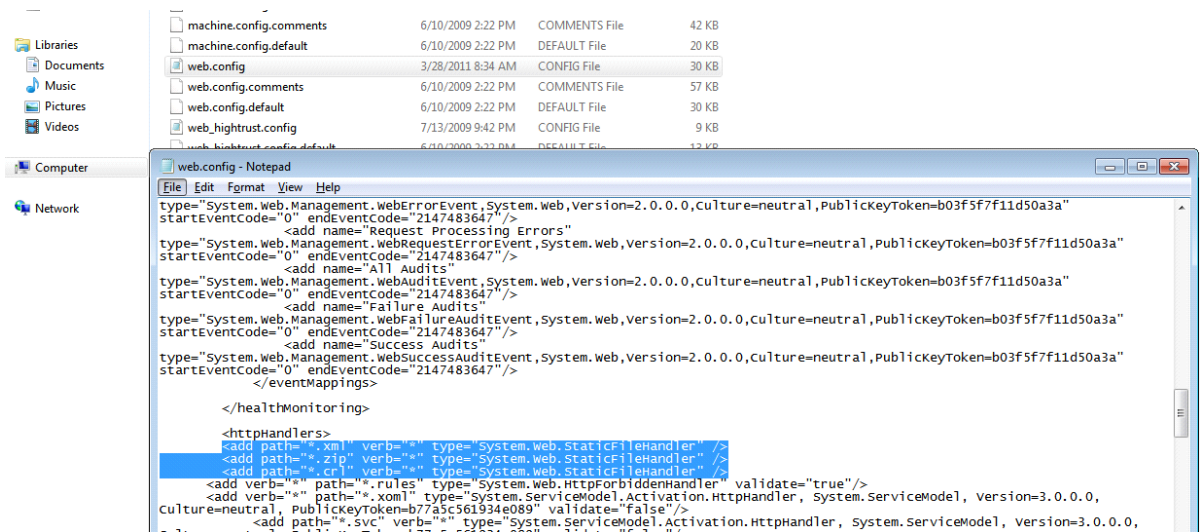 machine.config.comments 6/10/2009 2:22 PM COMMENTS File 42 KB
Libraries machine.config.default 6/10/2009 2:22 PM DEFAULT File 20 KB
Documents web.config 3/28/2011 8:34 AM CONFIG File 30 KB
Music web.config.comments 6/10/2009 2:22 PM COMMENTS File 57 KB
Pictures web.config.default 6/10/2009 2:22 PM DEFAULT File 30 KB
Videos web_hightrust.config 7/13/2009 9:42 PM CONFIG File 9 KB
web_hightrust.config.default 6/10/2009 2:22 PM DEFAULT File 13 KB
Computer web.config - Notepad
File Edit Format View Help
Network
type="System.Web.Management.WebErrorEvent,System.Web,Version=2.0.0.0,Culture=neutral,PublicKeyToken=b03f5f7f11d50a3a"
startEventCode="0" endEventCode="2147483647"/>
<add name="Request Processing Errors"
type="System.Web.Management.WebRequestErrorEvent,System.Web,Version=2.0.0.0,Culture=neutral,PublicKeyToken=b03f5f7f11d50a3a"
startEventCode="0" endEventCode="2147483647"/>
<add name="All Audits"
type="System.Web.Management.WebAuditEvent,System.Web,Version=2.0.0.0,Culture=neutral,PublicKeyToken=b03f5f7f11d50a3a"
startEventCode="0" endEventCode="2147483647"/>
<add name="Failure Audits"
type="System.Web.Management.WebFailureAuditEvent,System.Web,Version=2.0.0.0,Culture=neutral,PublicKeyToken=b03f5f7f11d50a3a"
startEventCode="0" endEventCode="2147483647"/>
<add name="Success Audits"
type="System.Web.Management.WebSuccessAuditEvent,System.Web,Version=2.0.0.0,Culture=neutral,PublicKeyToken=b03f5f7f11d50a3a"
startEventCode="0" endEventCode="2147483647"/>
</eventMappings>
</healthMonitoring>
<httpHandlers>
<add path="*.xml" verb="*" type="System.Web.StaticFileHandler" />
<add path="*.zip" verb="*" type="System.Web.StaticFileHandler" />
<add path="*.crl" verb="*" type="System.Web.StaticFileHandler" />
<add verb="*" path="*.rules" type="System.Web.HttpForbiddenHandler" validate="true"/>
<add verb="*" path="*.xoml" type="System.ServiceModel.Activation.HttpHandler, System.ServiceModel, Version=3.0.0.0,
Culture=neutral, PublicKeyToken=b77a5c561934e089" validate="false"/>
<add path="*.svc" verb="*" type="System.ServiceModel.Activation.HttpHandler, System.ServiceModel, Version=3.0.0.0,